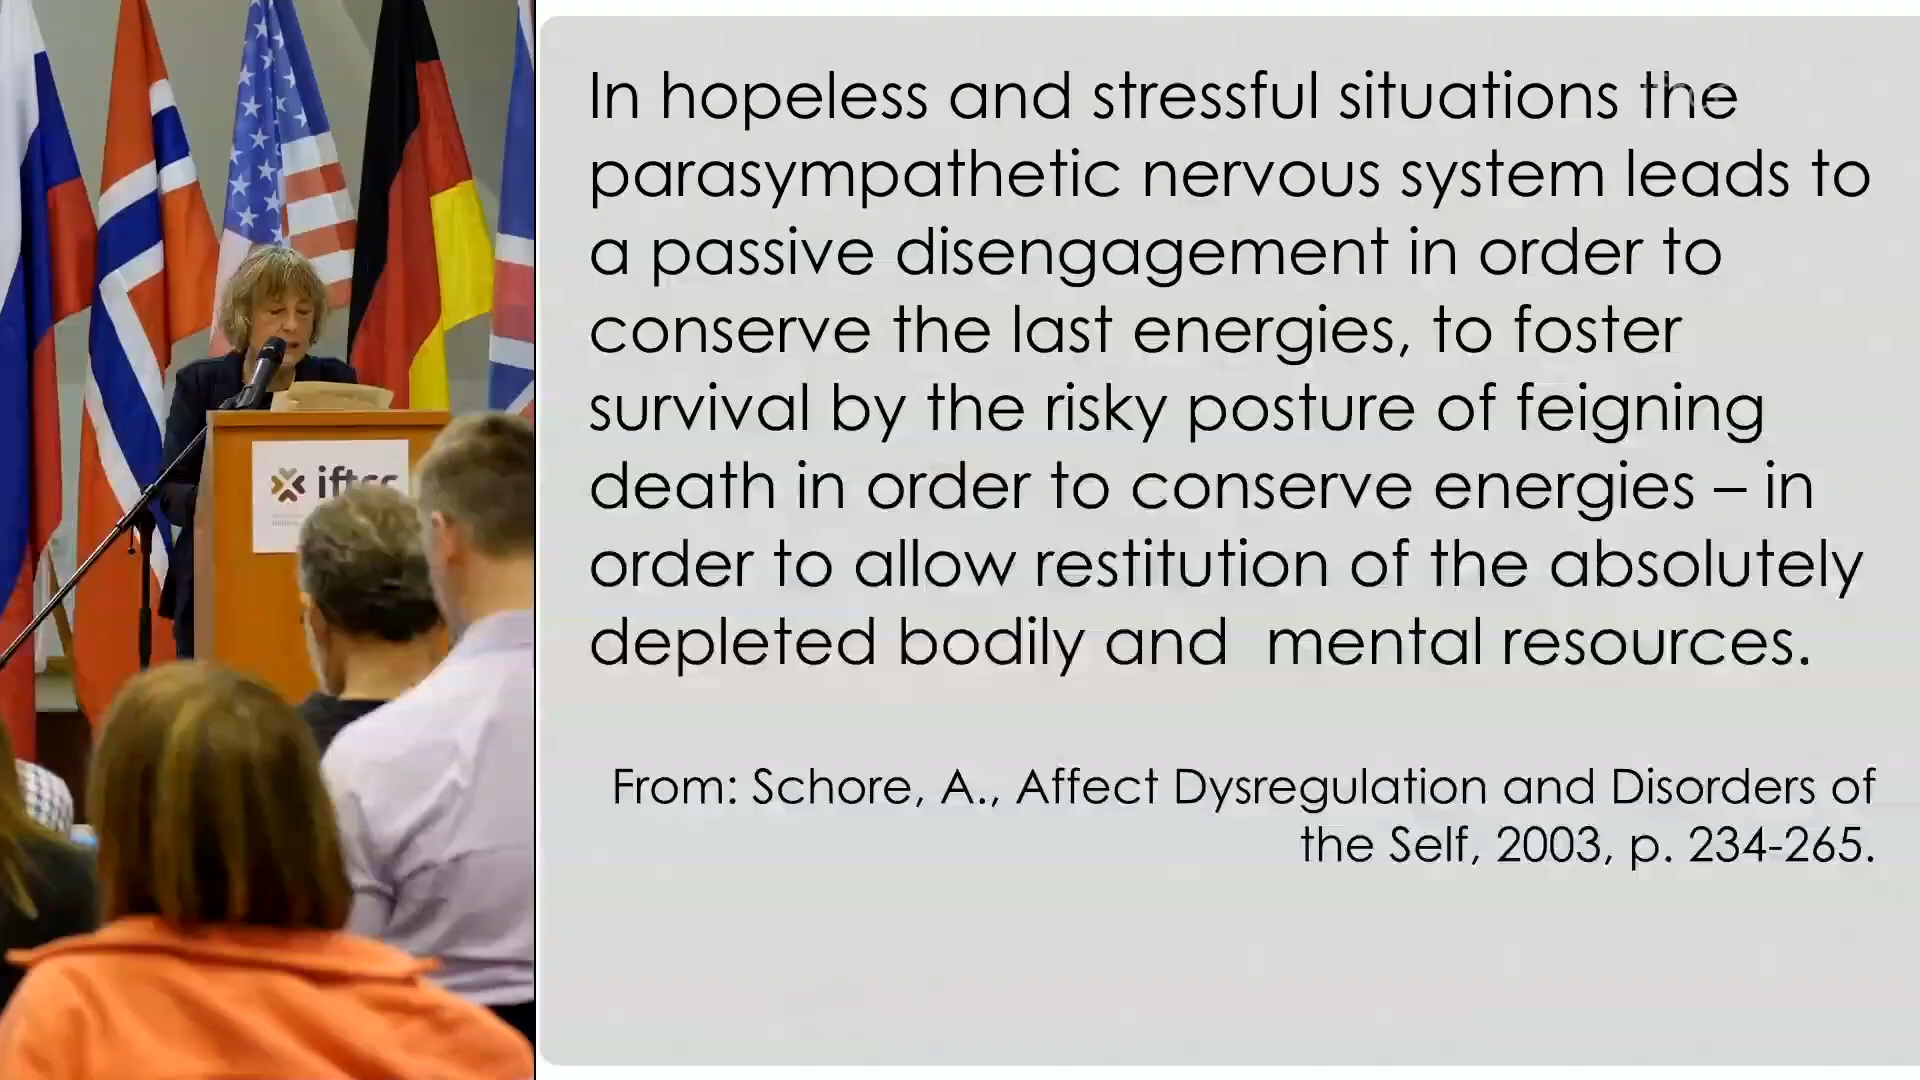 In hopeless and stressful situations the
parasympathetic nervous system leads to
a passive disengagement in order to
conserve the last energies, to foster
survival by the risky posture of feigning
death in order to conserve energies – in
order to allow restitution of the absolutely
depleted bodily and  mental resources.
From: Schore, A., Affect Dysregulation and Disorders of
the Self, 2003, p. 234-265.